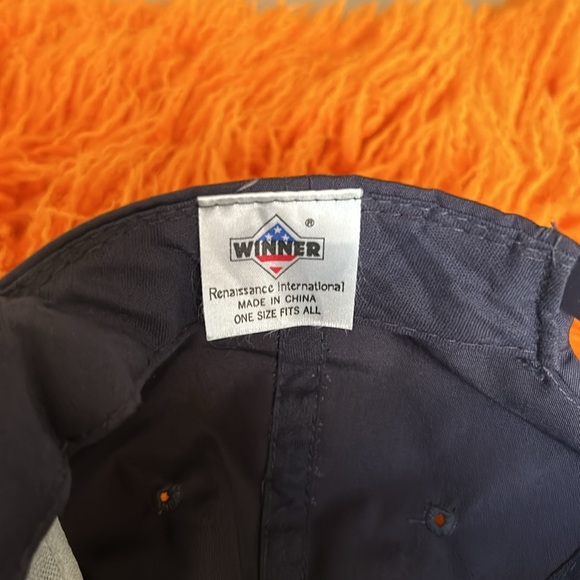 ®
WINNER
Renaissance International
MADE IN CHINA
ONE SIZE FITS ALL